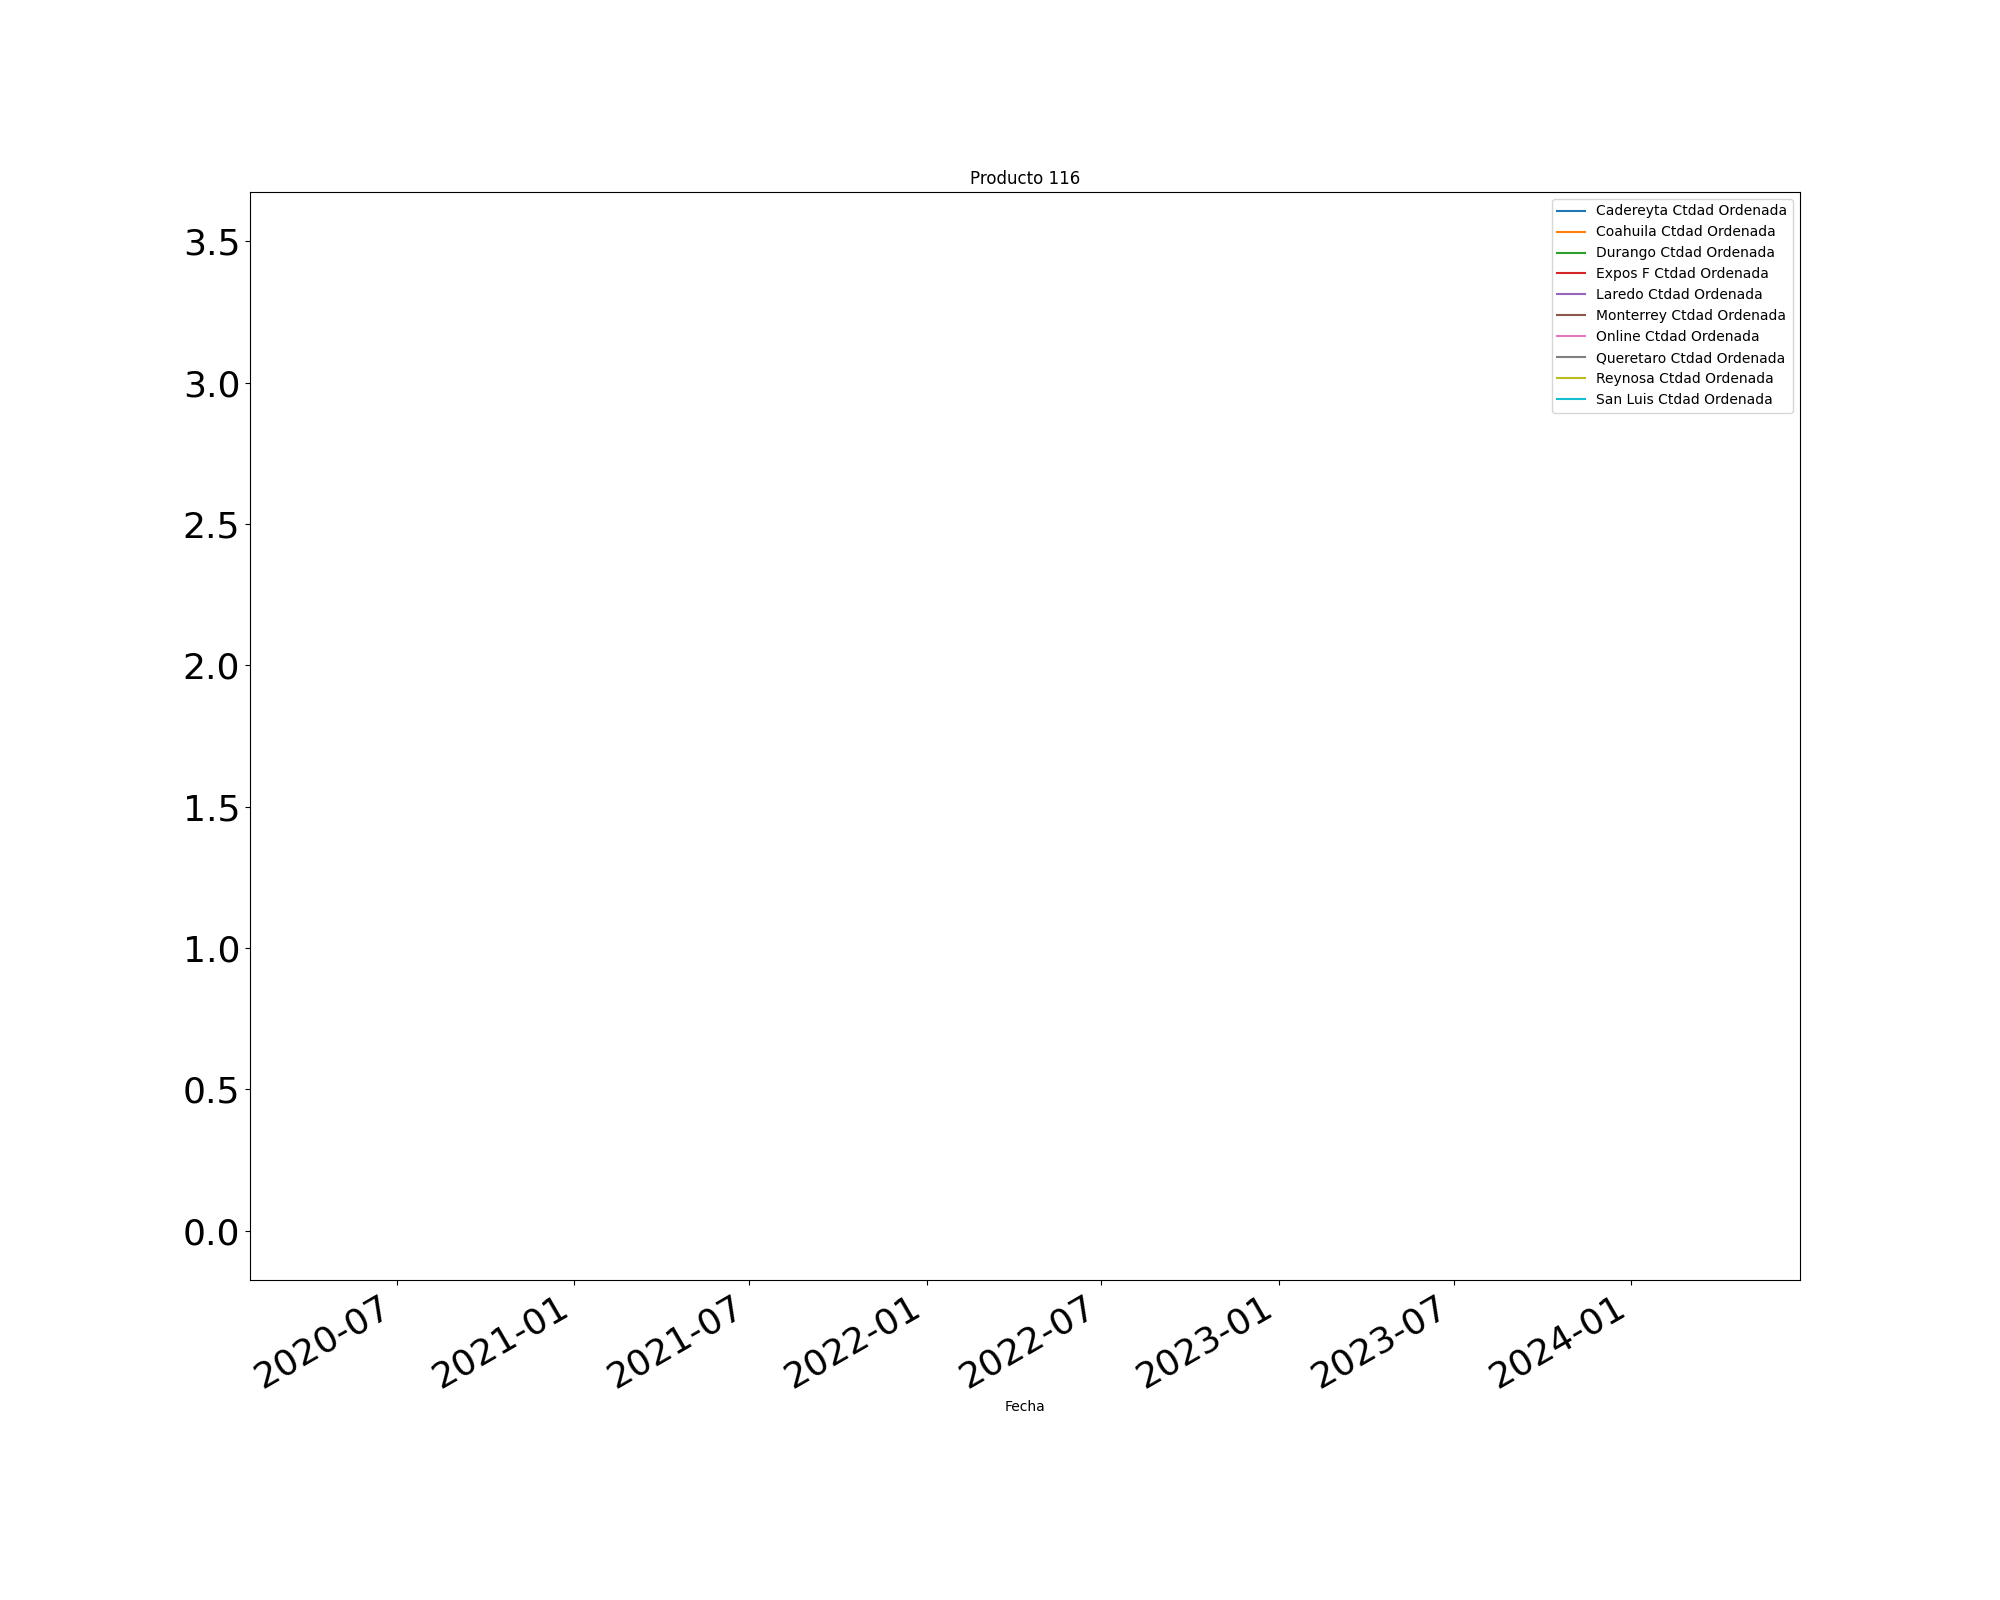 Producto 116
Cadereyta Ctdad Ordenada
Coahuila Ctdad Ordenada
Durango Ctdad Ordenada
Expos F Ctdad Ordenada
Laredo Ctdad Ordenada
Monterrey Ctdad Ordenada
Online Ctdad Ordenada
Queretaro Ctdad Ordenada
Reynosa Ctdad Ordenada
San Luis Ctdad Ordenada
3.5
3.0
2.5
2.0
1.5
1.0
0.5
0.0
2020-07
2021-01
2021-07
2022-01
2022-07
2023-01
2023-07
2024-01
Fecha